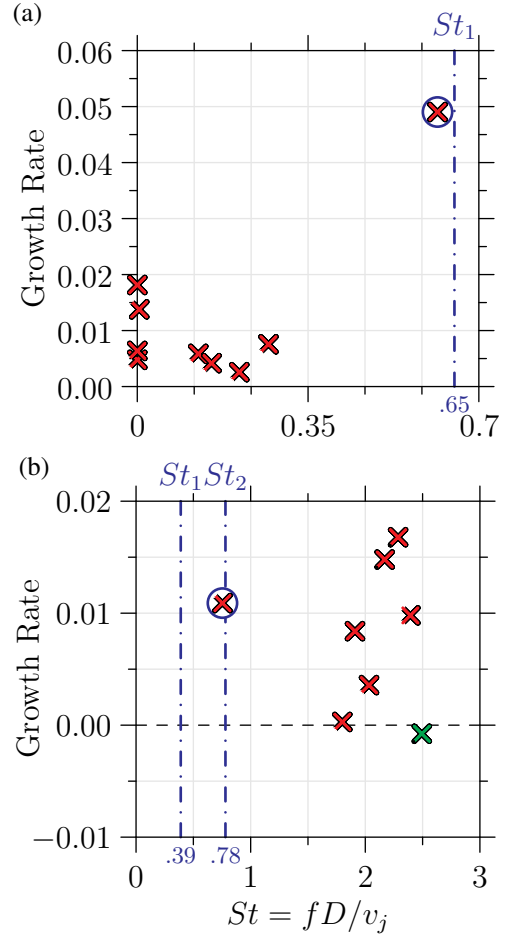 (a)
St₁
0.06
0.05
0.04
0.03
0.02
0.01
0.00
Growth Rate
.65
0 0.35 0.7
(b)
St₁ St₂
0.02
0.01
0.00
−0.01
Growth Rate
.39 .78
0 1 2 3
St = fD/vⱼ